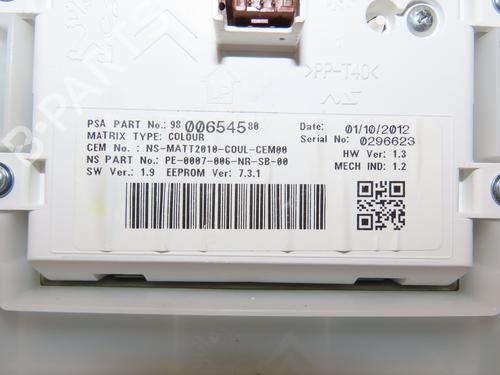 >PP-T40<
PSA PART No.: 98 006545 80
MATRIX TYPE: COLOUR
CEM No.: NS-MATT2010-COUL-CEM00
NS PART No.: PE-0007-006-NR-SB-00
SW Ver.: 1.9 EEPROM Ver: 7.3.1
Date: 01/10/2012
Serial No: 0296623
HW Ver: 1.3
MECH IND: 1.2